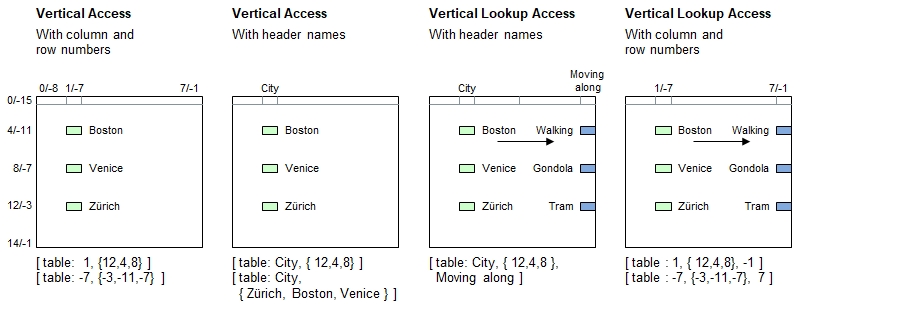 Vertical Access
With column and
row numbers
0/-8 1/-7 7/-1
0/-15
4/-11 Boston
8/-7 Venice
12/-3 Zürich
14/-1
[ table: 1, {12,4,8} ]
[ table: -7, {-3,-11,-7} ]
Vertical Access
With header names
City
Boston
Venice
Zürich
[ table: City, { 12,4,8} ]
[ table: City,
{ Zürich, Boston, Venice } ]
Vertical Lookup Access
With header names
Moving
City along
Boston Walking
Venice Gondola
Zürich Tram
[ table: City, { 12,4,8 },
Moving along ]
Vertical Lookup Access
With column and
row numbers
1/-7 7/-1
Boston Walking
Venice Gondola
Zürich Tram
[ table : 1, { 12,4,8}, -1 ]
[ table : -7, {-3,-11,-7}, 7 ]